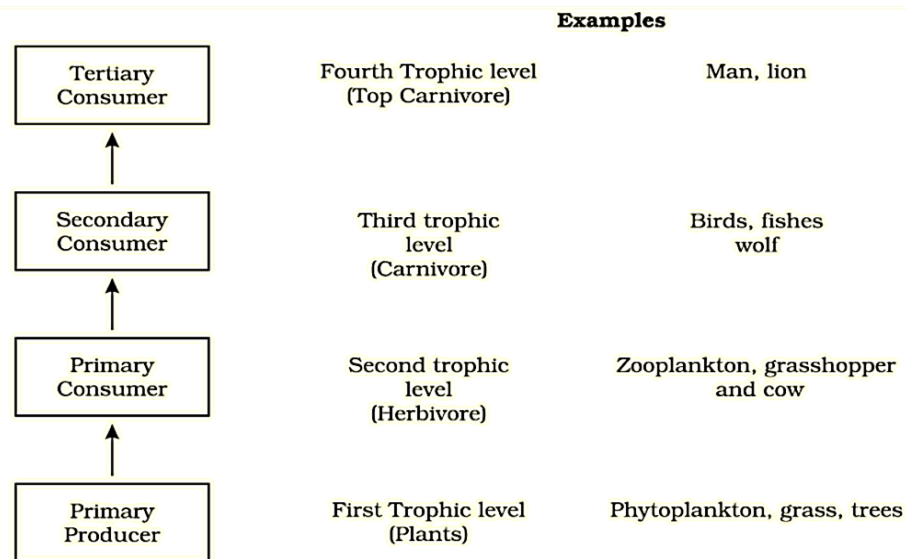 Examples
Tertiary
Consumer
Fourth Trophic level
(Top Carnivore)
Man, lion
Secondary
Consumer
Third trophic
level
(Carnivore)
Birds, fishes
wolf
Primary
Consumer
Second trophic
level
(Herbivore)
Zooplankton, grasshopper
and cow
Primary
Producer
First Trophic level
(Plants)
Phytoplankton, grass, trees